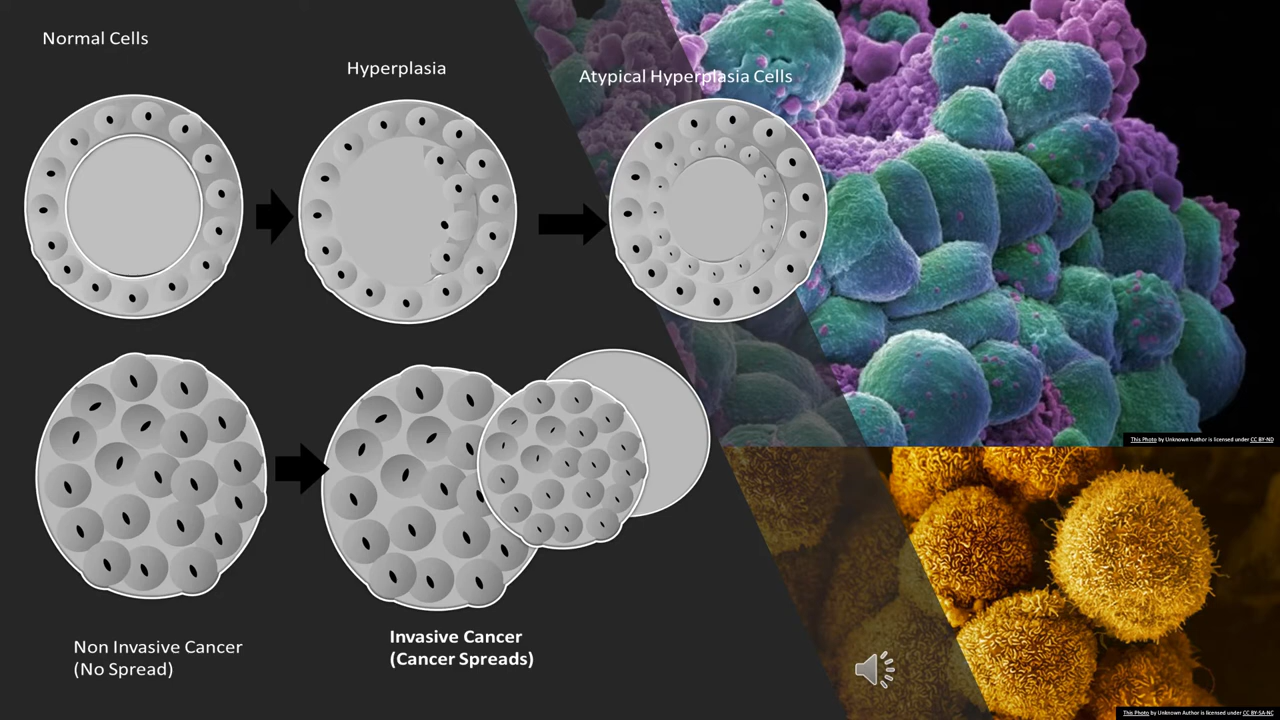 Normal Cells
Hyperplasia
Atypical Hyperplasia Cells
Non Invasive Cancer
(No Spread)
Invasive Cancer
(Cancer Spreads)
This Photo by Unknown Author is licensed under CC BY-ND
This Photo by Unknown Author is licensed under CC BY-SA-NC